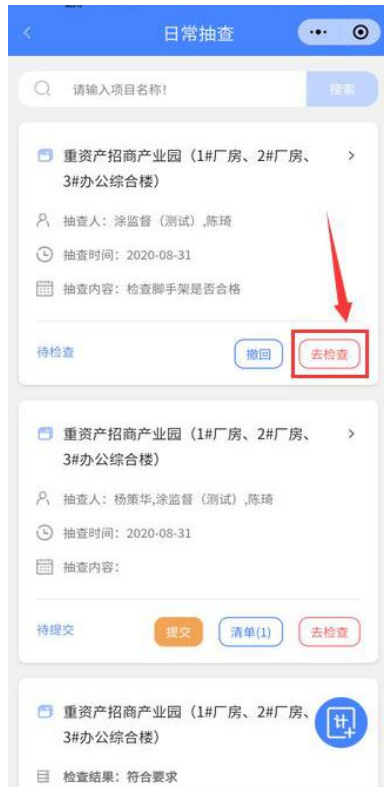 日常抽查
请输入项目名称!
搜索
重资产招商产业园（1#厂房、2#厂房、
3#办公综合楼）
抽查人：涂监督（测试）,陈琦
抽查时间：2020-08-31
抽查内容：检查脚手架是否合格
待检查
撤回
去检查
重资产招商产业园（1#厂房、2#厂房、
3#办公综合楼）
抽查人：杨策华,涂监督（测试）,陈琦
抽查时间：2020-08-31
抽查内容：
待提交
提交
清单(1)
去检查
重资产招商产业园（1#厂房、2#厂房、
3#办公综合楼）
检查结果：符合要求